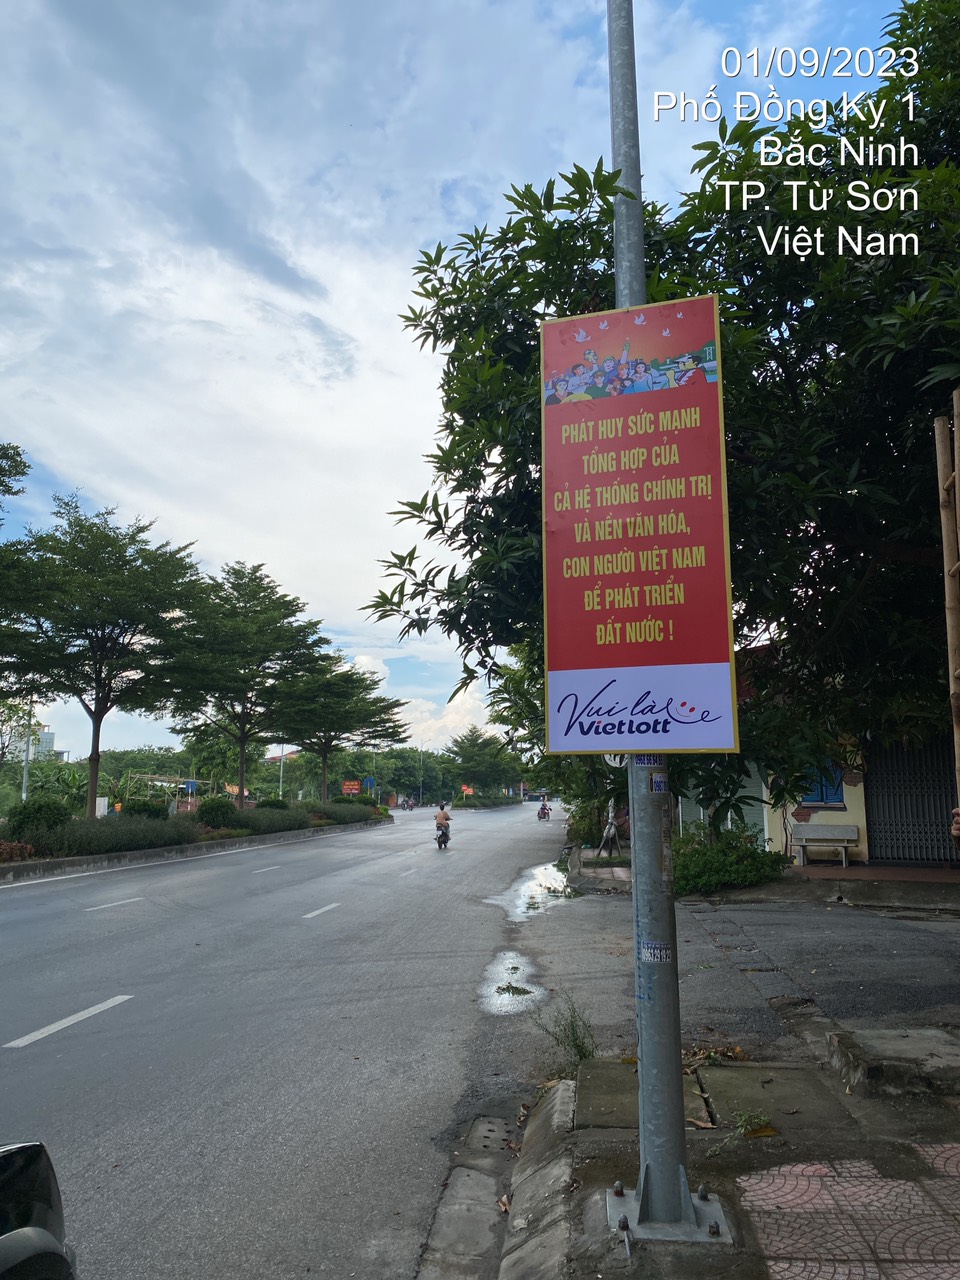 01/09/2023
Phố Đồng Kỵ 1
Bắc Ninh
TP. Từ Sơn
Việt Nam
PHÁT HUY SỨC MẠNH
TỔNG HỢP CỦA
CẢ HỆ THỐNG CHÍNH TRỊ
VÀ NỀN VĂN HÓA,
CON NGƯỜI VIỆT NAM
ĐỂ PHÁT TRIỂN
ĐẤT NƯỚC !
Vui là
Vietlott